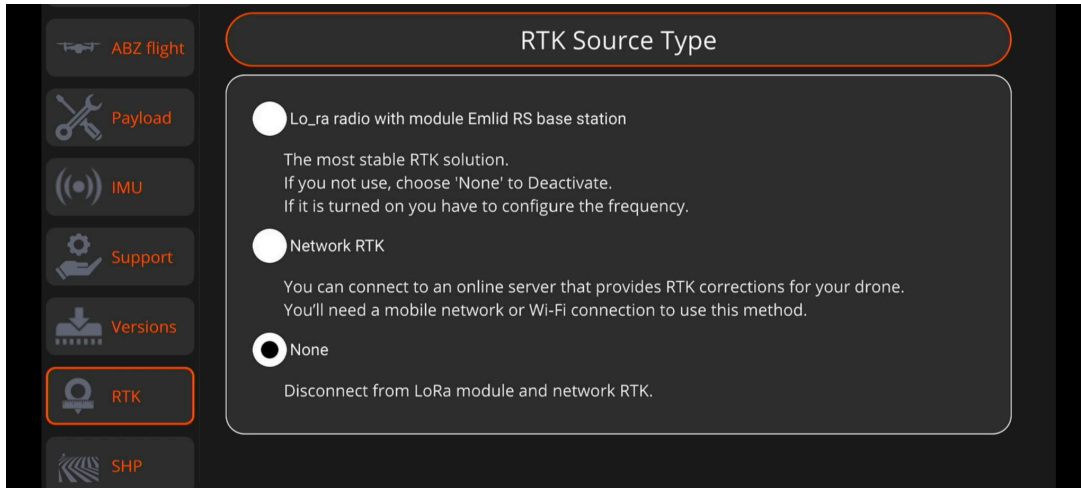 ABZ flight
Payload
IMU
Support
Versions
RTK
SHP
RTK Source Type
Lo_ra radio with module Emlid RS base station
The most stable RTK solution.
If you not use, choose 'None' to Deactivate.
If it is turned on you have to configure the frequency.
Network RTK
You can connect to an online server that provides RTK corrections for your drone.
You’ll need a mobile network or Wi-Fi connection to use this method.
None
Disconnect from LoRa module and network RTK.